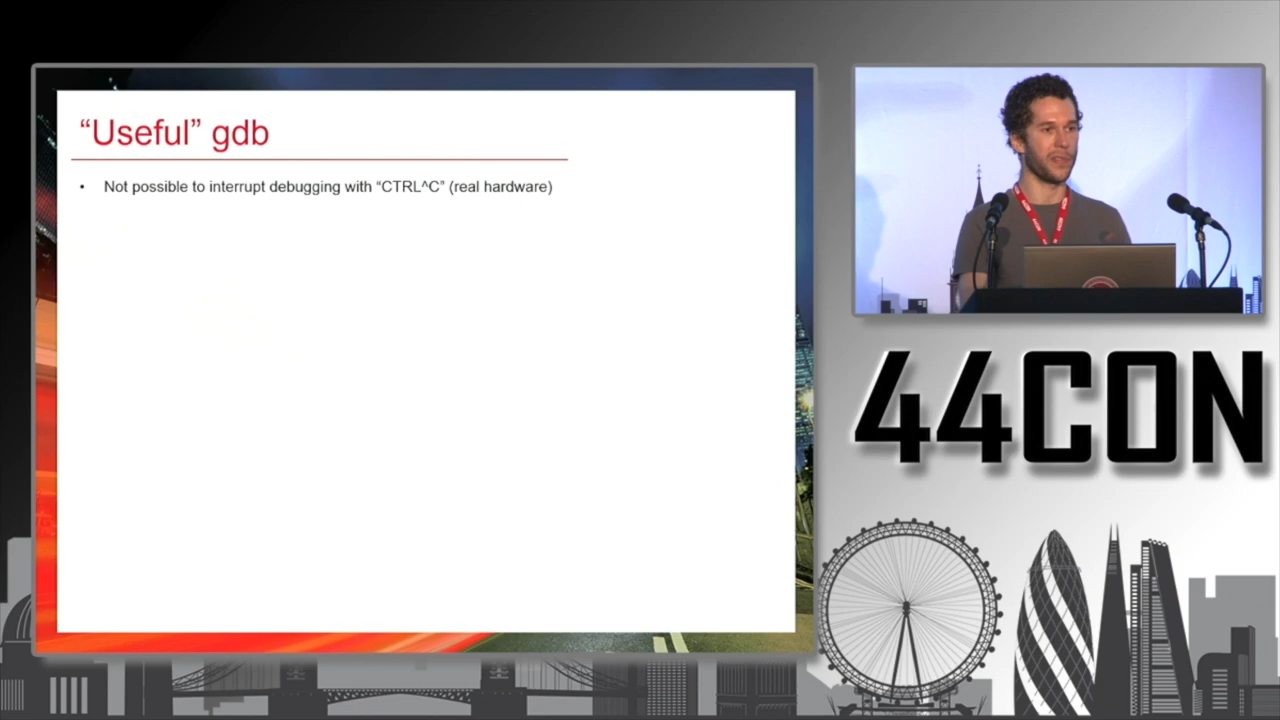 “Useful” gdb
• Not possible to interrupt debugging with “CTRL^C” (real hardware)
44CON